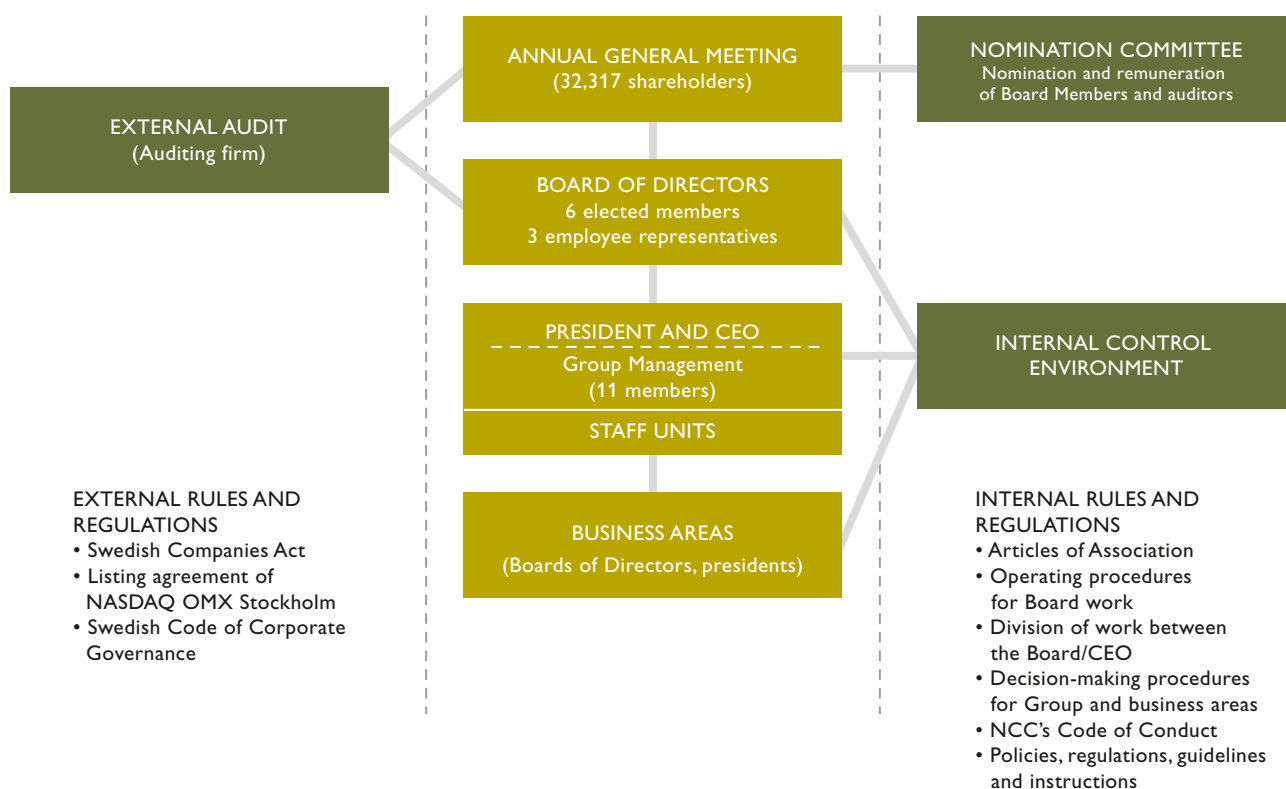 EXTERNAL AUDIT
(Auditing firm)
ANNUAL GENERAL MEETING
(32,317 shareholders)
NOMINATION COMMITTEE
Nomination and remuneration
of Board Members and auditors
BOARD OF DIRECTORS
6 elected members
3 employee representatives
PRESIDENT AND CEO
Group Management
(11 members)
STAFF UNITS
INTERNAL CONTROL
ENVIRONMENT
BUSINESS AREAS
(Boards of Directors, presidents)
EXTERNAL RULES AND
REGULATIONS
• Swedish Companies Act
• Listing agreement of
NASDAQ OMX Stockholm
• Swedish Code of Corporate
Governance
INTERNAL RULES AND
REGULATIONS
• Articles of Association
• Operating procedures
for Board work
• Division of work between
the Board/CEO
• Decision-making procedures
for Group and business areas
• NCC’s Code of Conduct
• Policies, regulations, guidelines
and instructions